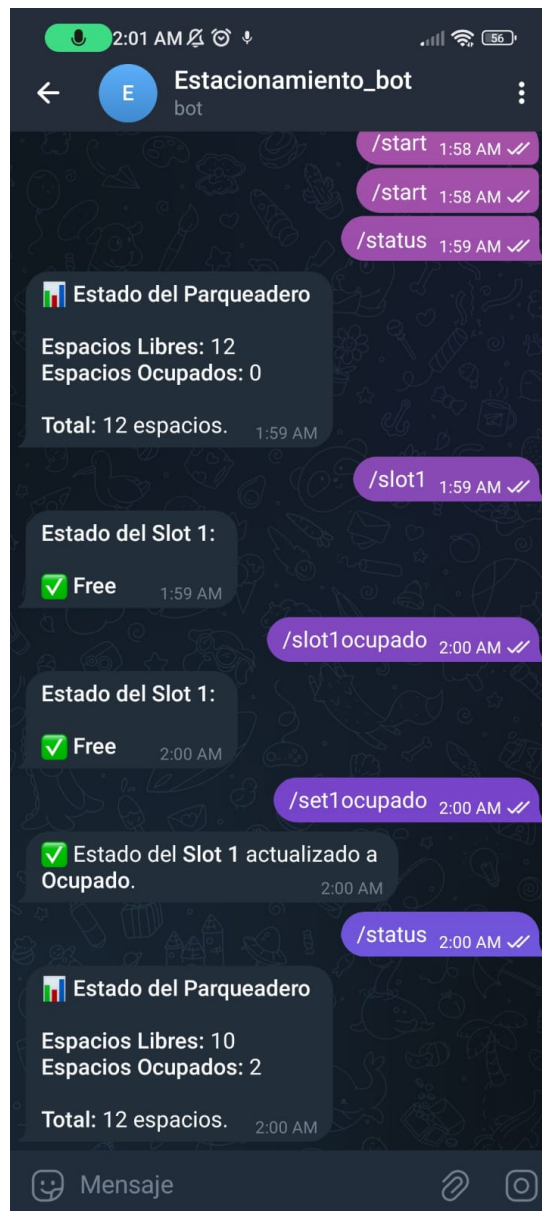 2:01 AM
56
E
Estacionamiento_bot
bot
/start 1:58 AM
/start 1:58 AM
/status 1:59 AM
Estado del Parqueadero
Espacios Libres: 12
Espacios Ocupados: 0
Total: 12 espacios. 1:59 AM
/slot1 1:59 AM
Estado del Slot 1:
Free 1:59 AM
/slot1ocupado 2:00 AM
Estado del Slot 1:
Free 2:00 AM
/set1ocupado 2:00 AM
Estado del Slot 1 actualizado a
Ocupado. 2:00 AM
/status 2:00 AM
Estado del Parqueadero
Espacios Libres: 10
Espacios Ocupados: 2
Total: 12 espacios. 2:00 AM
Mensaje